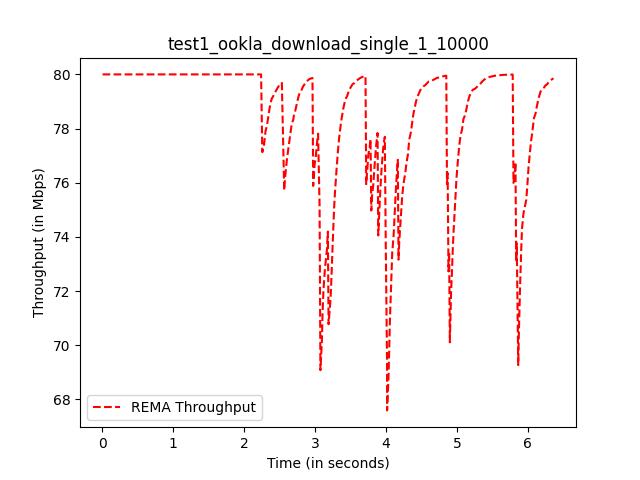 test1_ookla_download_single_1_10000
Throughput (in Mbps)
80
78
76
74
72
70
68
REMA Throughput
0 1 2 3 4 5 6
Time (in seconds)